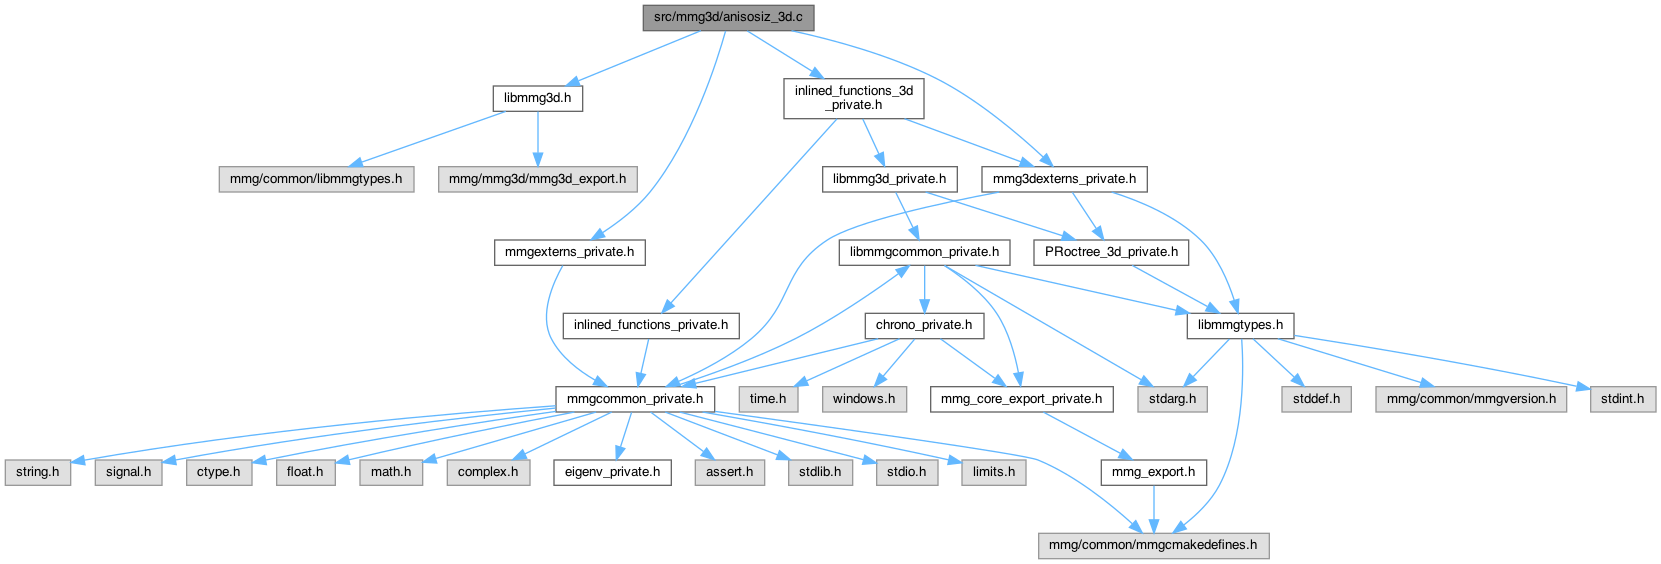 src/mmg3d/anisosiz_3d.c
libmmg3d.h
inlined_functions_3d
_private.h
mmg/common/libmmgtypes.h
mmg/mmg3d/mmg3d_export.h
libmmg3d_private.h
mmg3dexterns_private.h
mmgexterns_private.h
libmmgcommon_private.h
PRoctree_3d_private.h
inlined_functions_private.h
chrono_private.h
libmmgtypes.h
mmgcommon_private.h
time.h
windows.h
mmg_core_export_private.h
stdarg.h
stddef.h
mmg/common/mmgversion.h
stdint.h
string.h
signal.h
ctype.h
float.h
math.h
complex.h
eigenv_private.h
assert.h
stdlib.h
stdio.h
limits.h
mmg_export.h
mmg/common/mmgcmakedefines.h